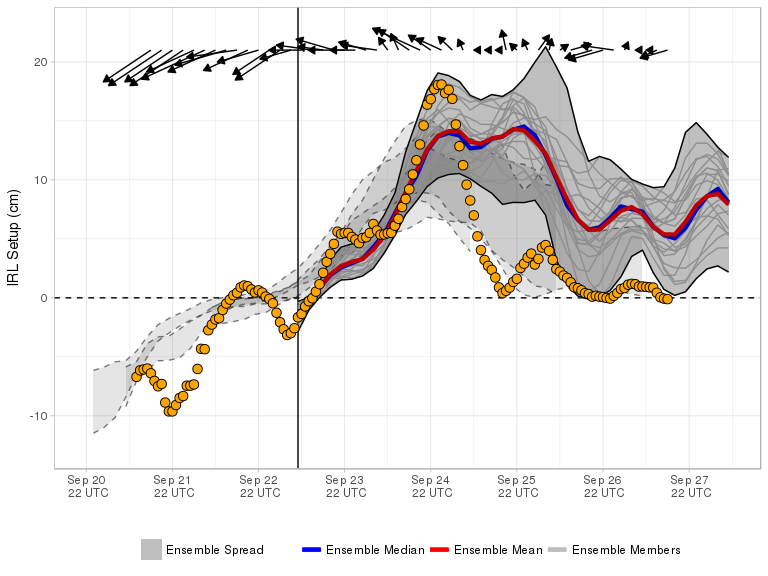 IRL Setup (cm)
20
10
0
-10
Sep 20 Sep 21 Sep 22 Sep 23 Sep 24 Sep 25 Sep 26 Sep 27
22 UTC 22 UTC 22 UTC 22 UTC 22 UTC 22 UTC 22 UTC 22 UTC
Ensemble Spread Ensemble Median Ensemble Mean Ensemble Members